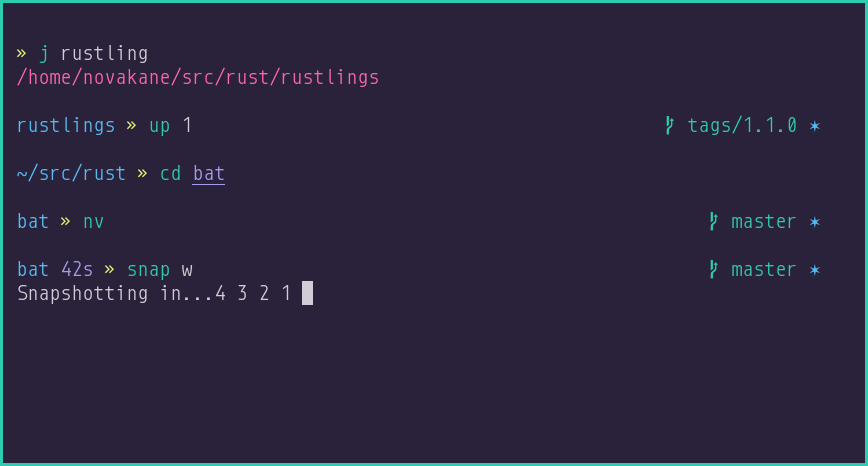 » j rustling
/home/novakane/src/rust/rustlings
rustlings » up 1 tags/1.1.0 ✶
~/src/rust » cd bat
bat » nv master ✶
bat 42s » snap w master ✶
Snapshotting in...4 3 2 1